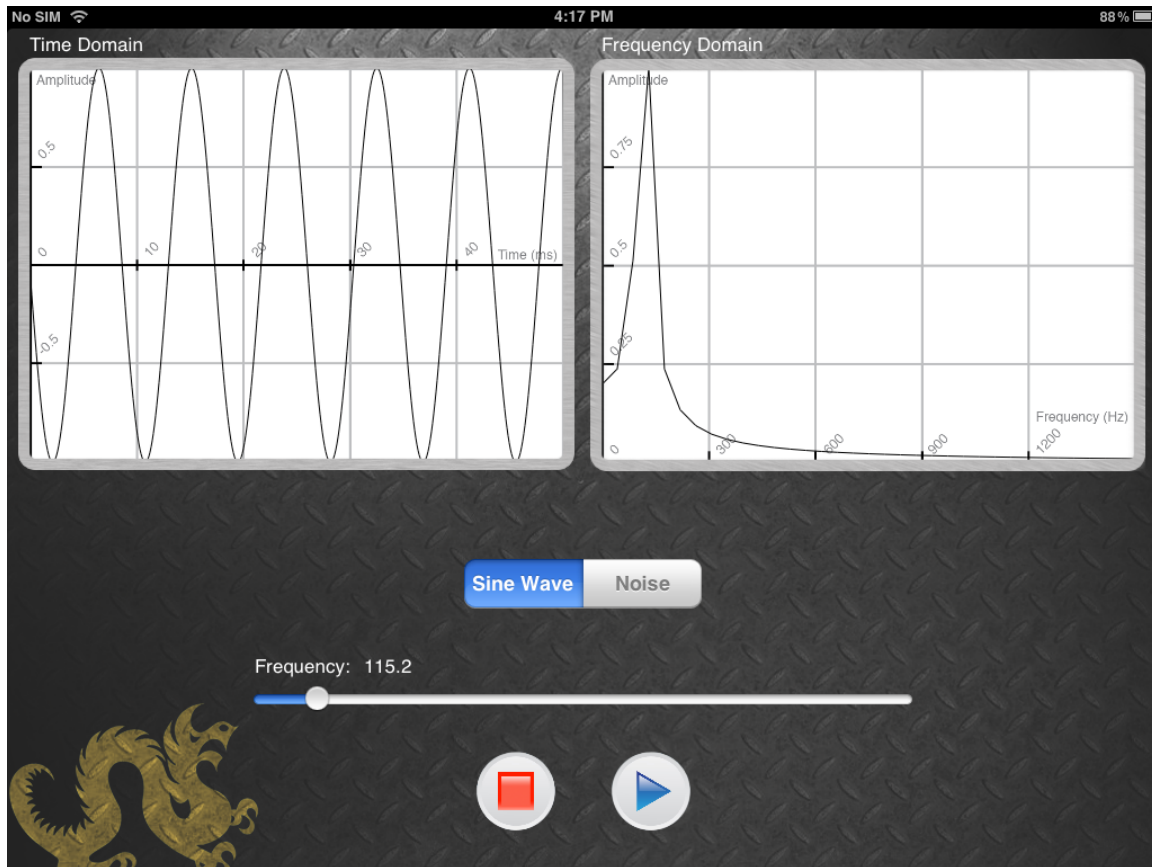 No SIM 4:17 PM 88%
Time Domain
Amplitude
0.5
0 10 20 30 40 Time (ms)
-0.5
Frequency Domain
Amplitude
0.75
0.5
0.25
Frequency (Hz)
0 300 600 900 1200
Sine Wave Noise
Frequency: 115.2